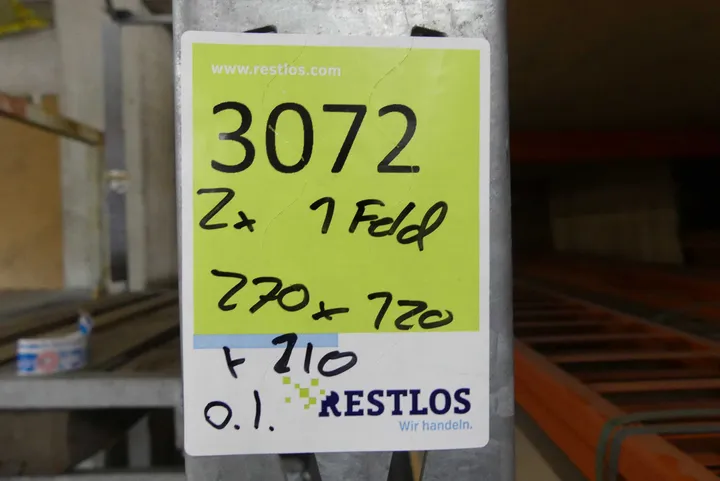 www.restlos.com
3072
2x 1 Feld
270 x 120
x 210
o.l.
RESTLOS
Wir handeln.